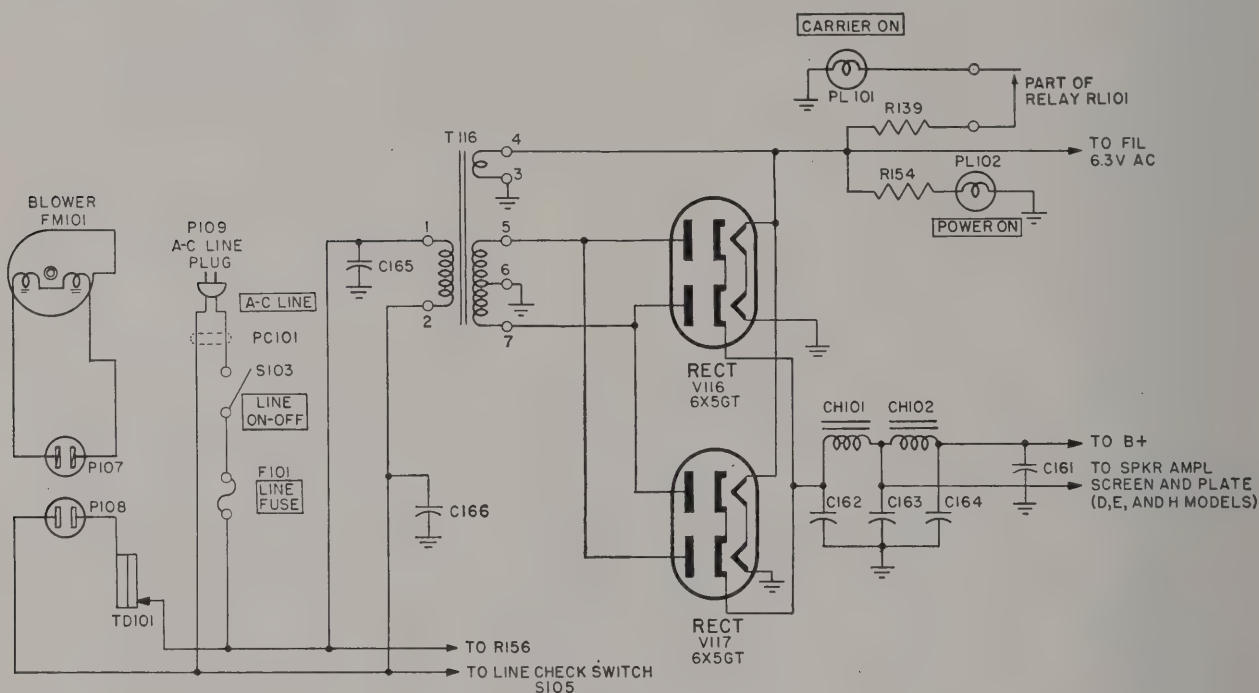 CARRIER ON
PL 101
PART OF
RELAY RL101
R139
TO FIL
6.3V AC
R154
PL102
POWER ON
T 116
4
3
5
6
7
1
2
C165
C166
BLOWER
FM101
P109
A-C LINE
PLUG
A-C LINE
PC101
S103
LINE
ON-OFF
F101
LINE
FUSE
P107
P108
TD101
RECT
V116
6X5GT
RECT
V117
6X5GT
CH101
CH102
TO B+
C161
TO SPKR AMPL
SCREEN AND PLATE
(D,E, AND H MODELS)
C162
C163
C164
TO R156
TO LINE CHECK SWITCH
S105